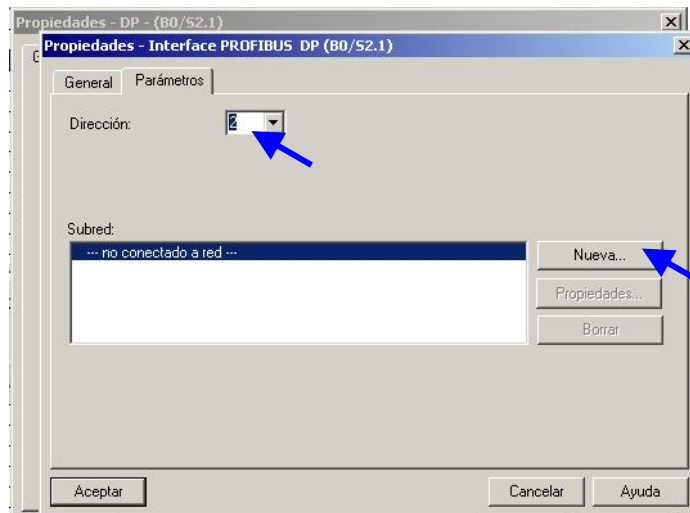 Propiedades - DP - (B0/S2.1)
Propiedades - Interface PROFIBUS DP (B0/S2.1)
General Parámetros
Dirección: 2
Subred:
--- no conectado a red ---
Nueva...
Propiedades...
Borrar
Aceptar Cancelar Ayuda